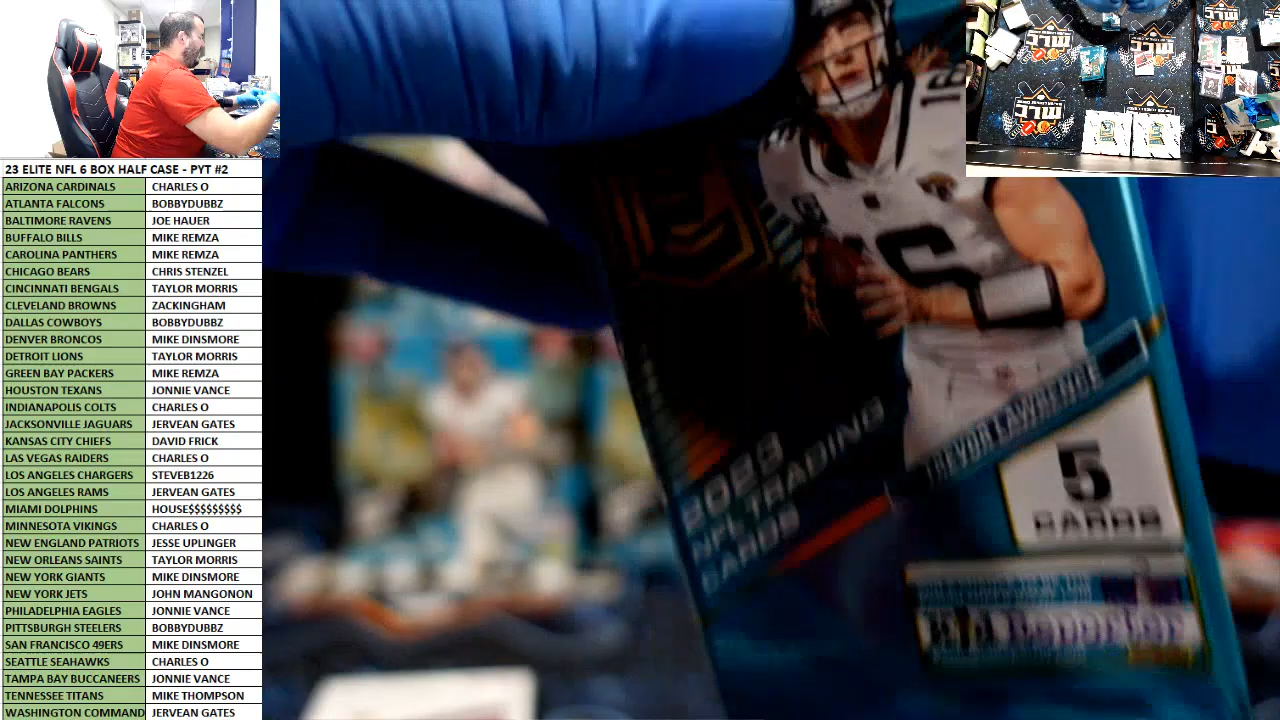 23 ELITE NFL 6 BOX HALF CASE - PYT #2
ARIZONA CARDINALS CHARLES O
ATLANTA FALCONS BOBBYDUBBZ
BALTIMORE RAVENS JOE HAUER
BUFFALO BILLS MIKE REMZA
CAROLINA PANTHERS MIKE REMZA
CHICAGO BEARS CHRIS STENZEL
CINCINNATI BENGALS TAYLOR MORRIS
CLEVELAND BROWNS ZACKINGHAM
DALLAS COWBOYS BOBBYDUBBZ
DENVER BRONCOS MIKE DINSMORE
DETROIT LIONS TAYLOR MORRIS
GREEN BAY PACKERS MIKE REMZA
HOUSTON TEXANS JONNIE VANCE
INDIANAPOLIS COLTS CHARLES O
JACKSONVILLE JAGUARS JERVEAN GATES
KANSAS CITY CHIEFS DAVID FRICK
LAS VEGAS RAIDERS CHARLES O
LOS ANGELES CHARGERS STEVEB1226
LOS ANGELES RAMS JERVEAN GATES
MIAMI DOLPHINS HOUSE$$$$$$$$$
MINNESOTA VIKINGS CHARLES O
NEW ENGLAND PATRIOTS JESSE UPLINGER
NEW ORLEANS SAINTS TAYLOR MORRIS
NEW YORK GIANTS MIKE DINSMORE
NEW YORK JETS JOHN MANGONON
PHILADELPHIA EAGLES JONNIE VANCE
PITTSBURGH STEELERS BOBBYDUBBZ
SAN FRANCISCO 49ERS MIKE DINSMORE
SEATTLE SEAHAWKS CHARLES O
TAMPA BAY BUCCANEERS JONNIE VANCE
TENNESSEE TITANS MIKE THOMPSON
WASHINGTON COMMAND JERVEAN GATES
16
TREVOR LAWRENCE
2023
NFL TRADING
CARDS
5
CARDS